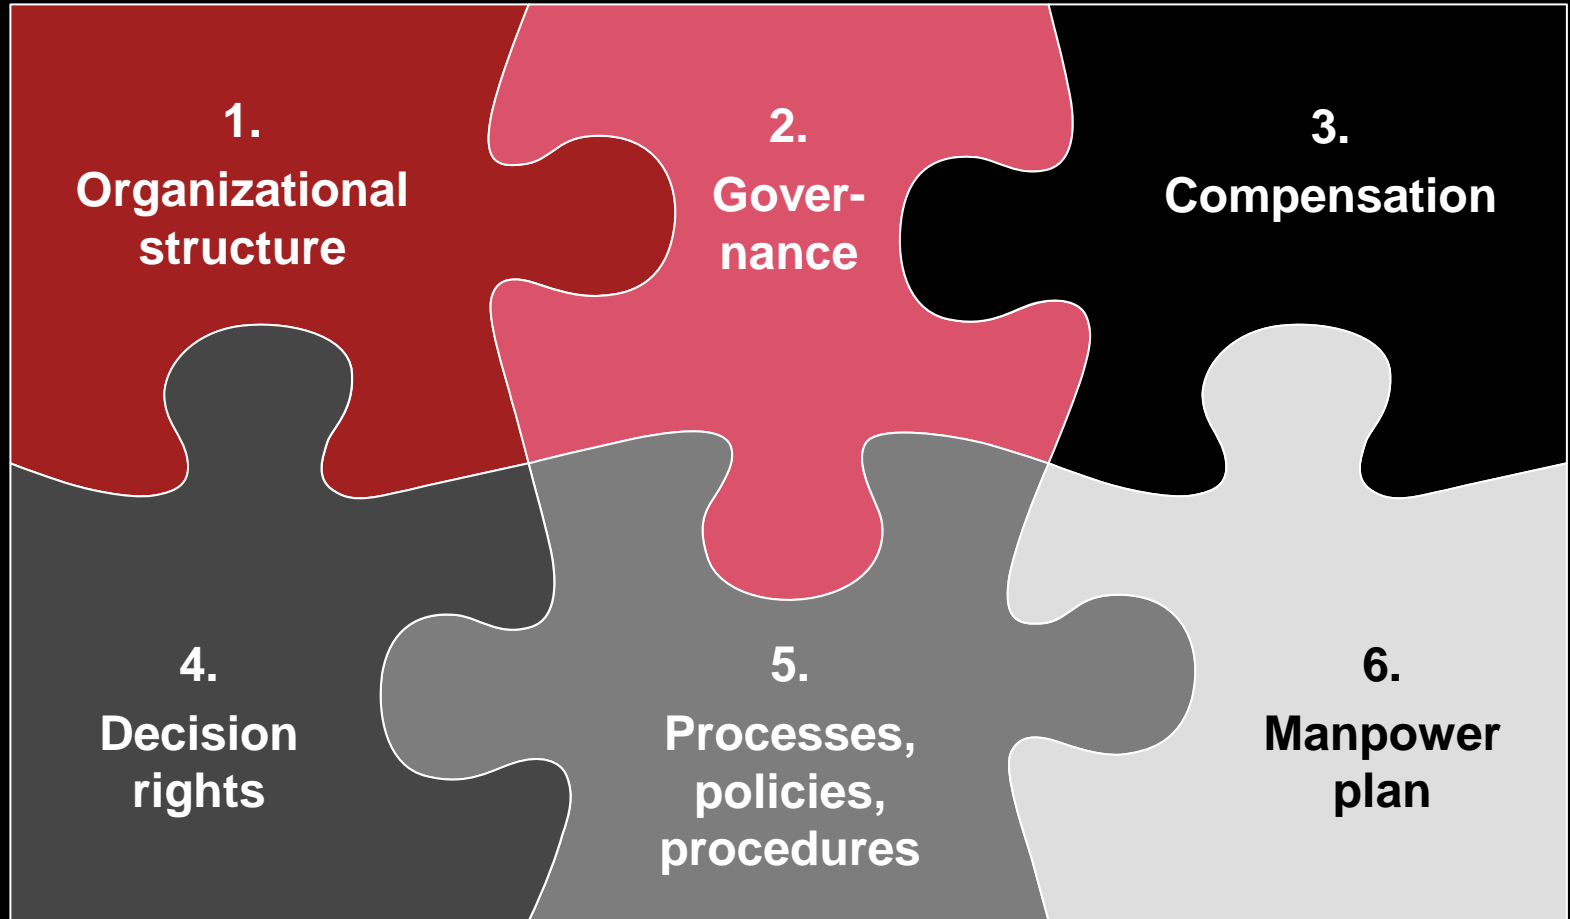 1.
Organizational
structure
2.
Gover-
nance
3.
Compensation
4.
Decision
rights
5.
Processes,
policies,
procedures
6.
Manpower
plan